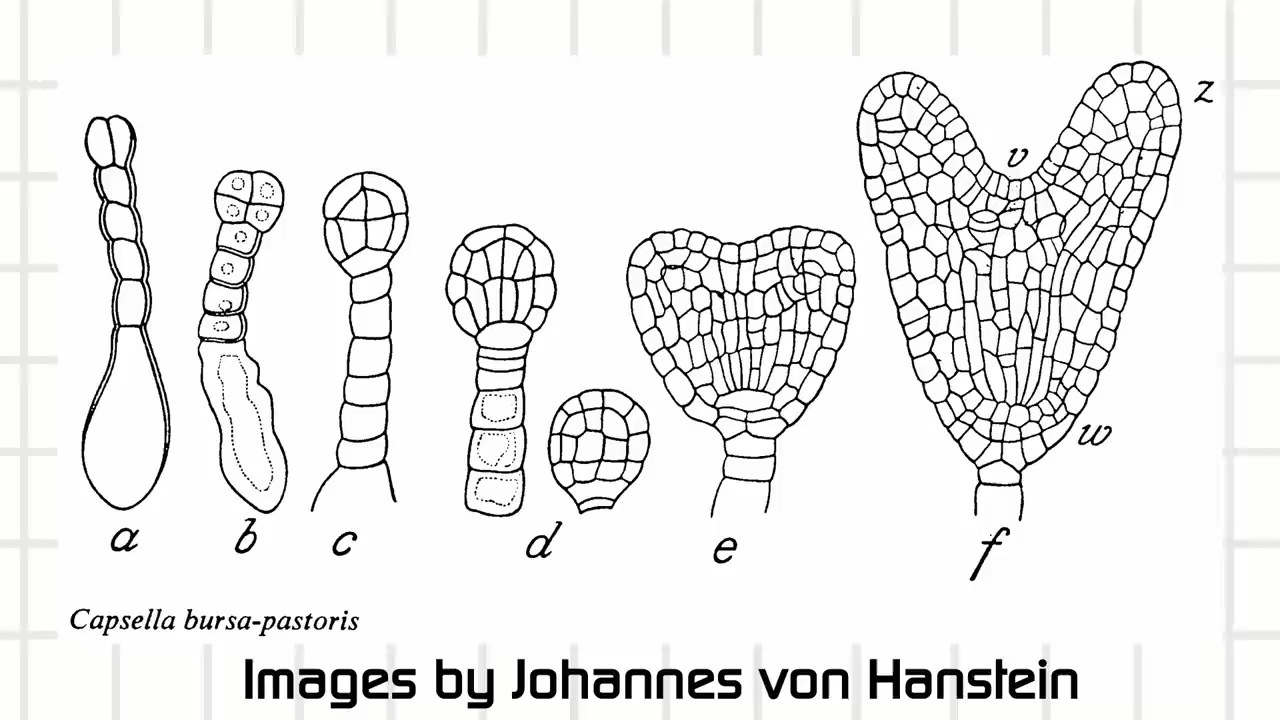 z
v
w
a b c d e f
Capsella bursa-pastoris
Images by Johannes von Hanstein